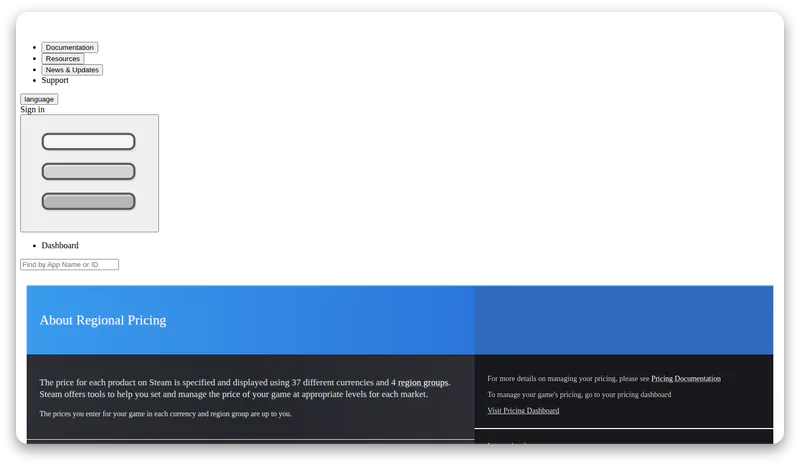 Documentation
Resources
News & Updates
Support
language
Sign in
Dashboard
Find by App Name or ID
About Regional Pricing
The price for each product on Steam is specified and displayed using 37 different currencies and 4 region groups.
Steam offers tools to help you set and manage the price of your game at appropriate levels for each market.
The prices you enter for your game in each currency and region group are up to you.
For more details on managing your pricing, please see Pricing Documentation
To manage your game's pricing, go to your pricing dashboard
Visit Pricing Dashboard